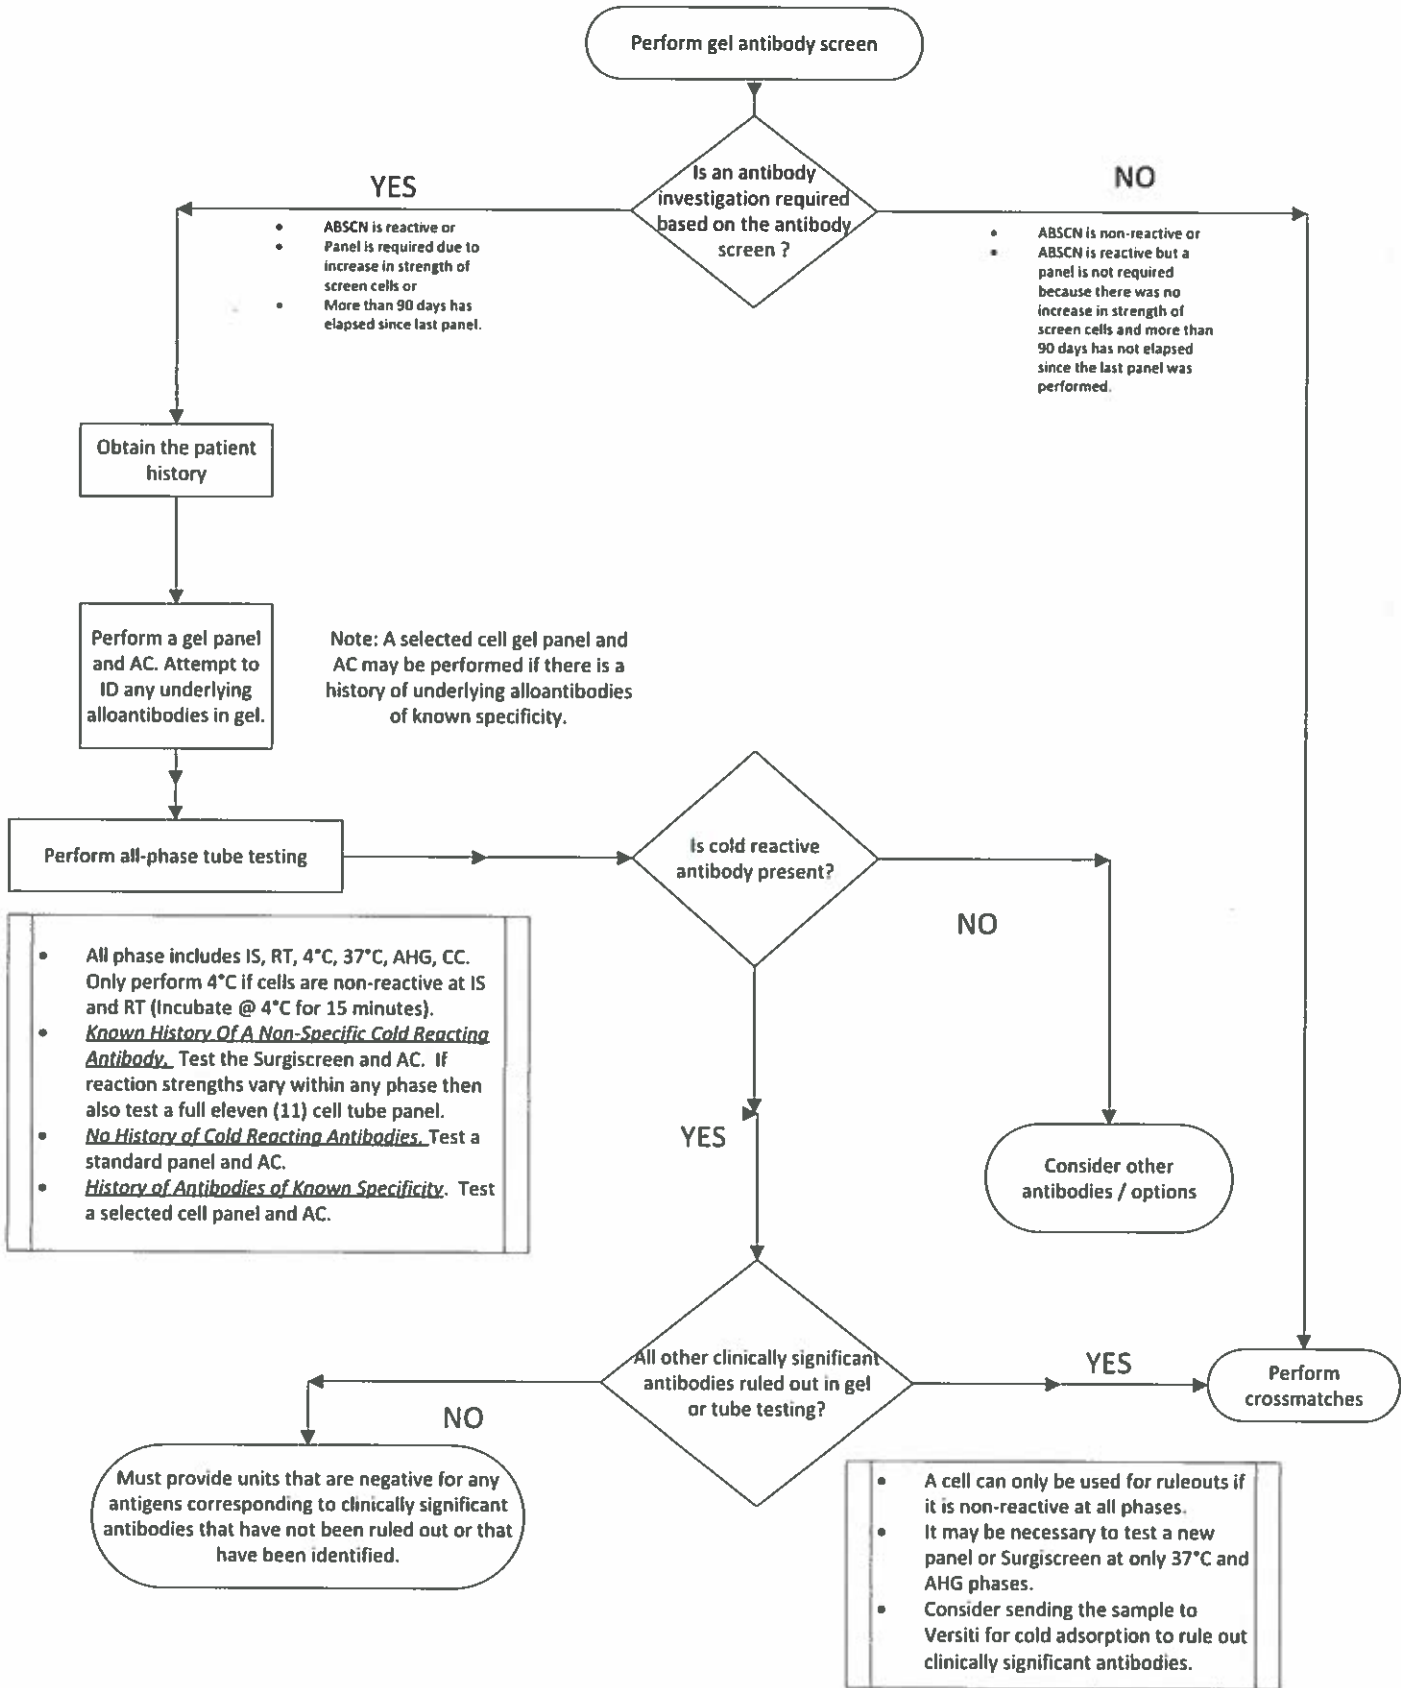 Perform gel antibody screen
Is an antibody
investigation required
based on the antibody
screen ?
YES
• ABSCN is reactive or
• Panel is required due to
increase in strength of
screen cells or
• More than 90 days has
elapsed since last panel.
NO
• ABSCN is non-reactive or
• ABSCN is reactive but a
panel is not required
because there was no
increase in strength of
screen cells and more than
90 days has not elapsed
since the last panel was
performed.
Obtain the patient
history
Perform a gel panel
and AC. Attempt to
ID any underlying
alloantibodies in gel.
Note: A selected cell gel panel and
AC may be performed if there is a
history of underlying alloantibodies
of known specificity.
Perform all-phase tube testing
Is cold reactive
antibody present?
NO
• All phase includes IS, RT, 4°C, 37°C, AHG, CC.
Only perform 4°C if cells are non-reactive at IS
and RT (Incubate @ 4°C for 15 minutes).
• Known History Of A Non-Specific Cold Reacting
Antibody. Test the Surgiscreen and AC. If
reaction strengths vary within any phase then
also test a full eleven (11) cell tube panel.
• No History of Cold Reacting Antibodies. Test a
standard panel and AC.
• History of Antibodies of Known Specificity. Test
a selected cell panel and AC.
YES
Consider other
antibodies / options
All other clinically significant
antibodies ruled out in gel
or tube testing?
YES
Perform
crossmatches
NO
Must provide units that are negative for any
antigens corresponding to clinically significant
antibodies that have not been ruled out or that
have been identified.
• A cell can only be used for ruleouts if
it is non-reactive at all phases.
• It may be necessary to test a new
panel or Surgiscreen at only 37°C and
AHG phases.
• Consider sending the sample to
Versiti for cold adsorption to rule out
clinically significant antibodies.